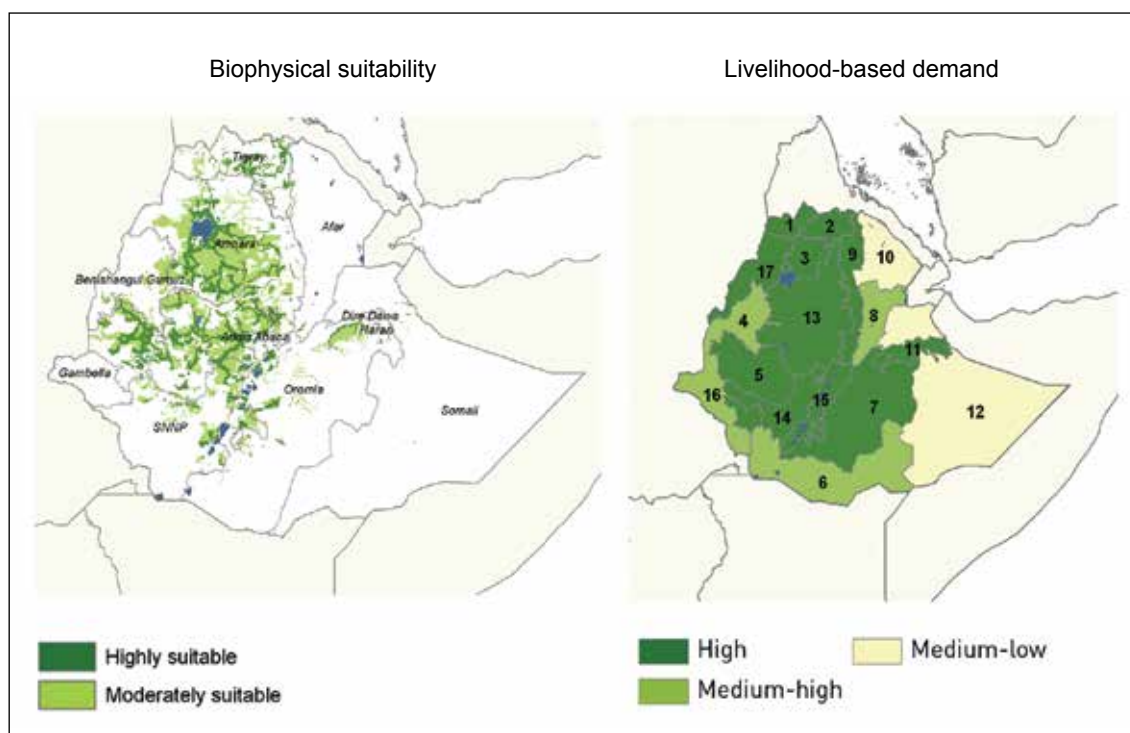 Biophysical suitability
Livelihood-based demand
Tigray
Afar
Amhara
Benishangul Gumuz
Dire Dawa
Harari
Addis Ababa
Gambella
Oromia
SNNP
Somali
1
2
3
9
10
17
4
13
8
11
5
16
14
15
7
12
6
Highly suitable
Moderately suitable
High
Medium-low
Medium-high